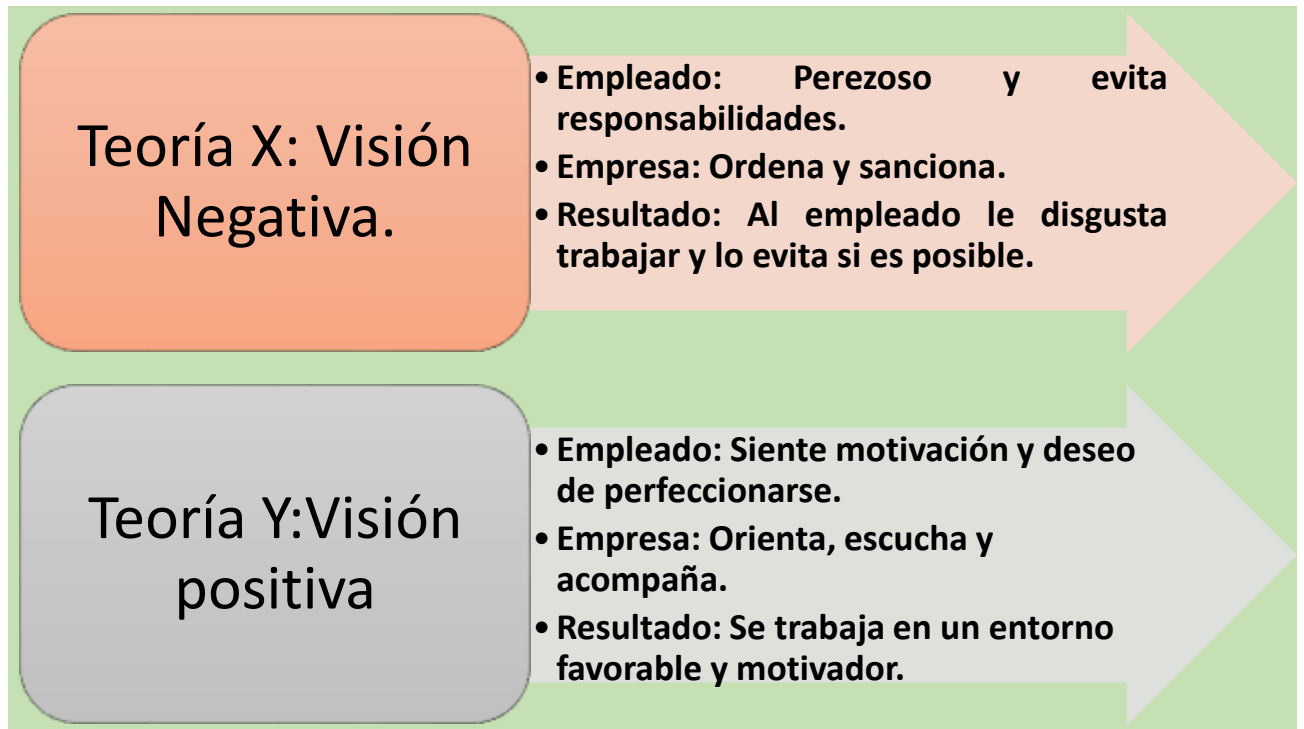 Teoría X: Visión
Negativa.
• Empleado: Perezoso y evita
responsabilidades.
• Empresa: Ordena y sanciona.
• Resultado: Al empleado le disgusta
trabajar y lo evita si es posible.
Teoría Y:Visión
positiva
• Empleado: Siente motivación y deseo
de perfeccionarse.
• Empresa: Orienta, escucha y
acompaña.
• Resultado: Se trabaja en un entorno
favorable y motivador.